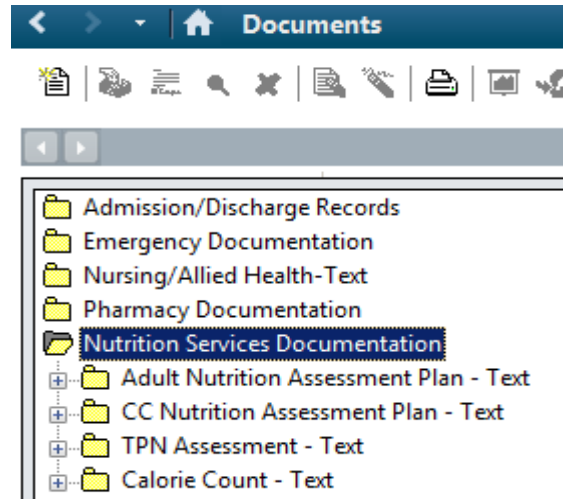 Documents
Admission/Discharge Records
Emergency Documentation
Nursing/Allied Health-Text
Pharmacy Documentation
Nutrition Services Documentation
Adult Nutrition Assessment Plan - Text
CC Nutrition Assessment Plan - Text
TPN Assessment - Text
Calorie Count - Text